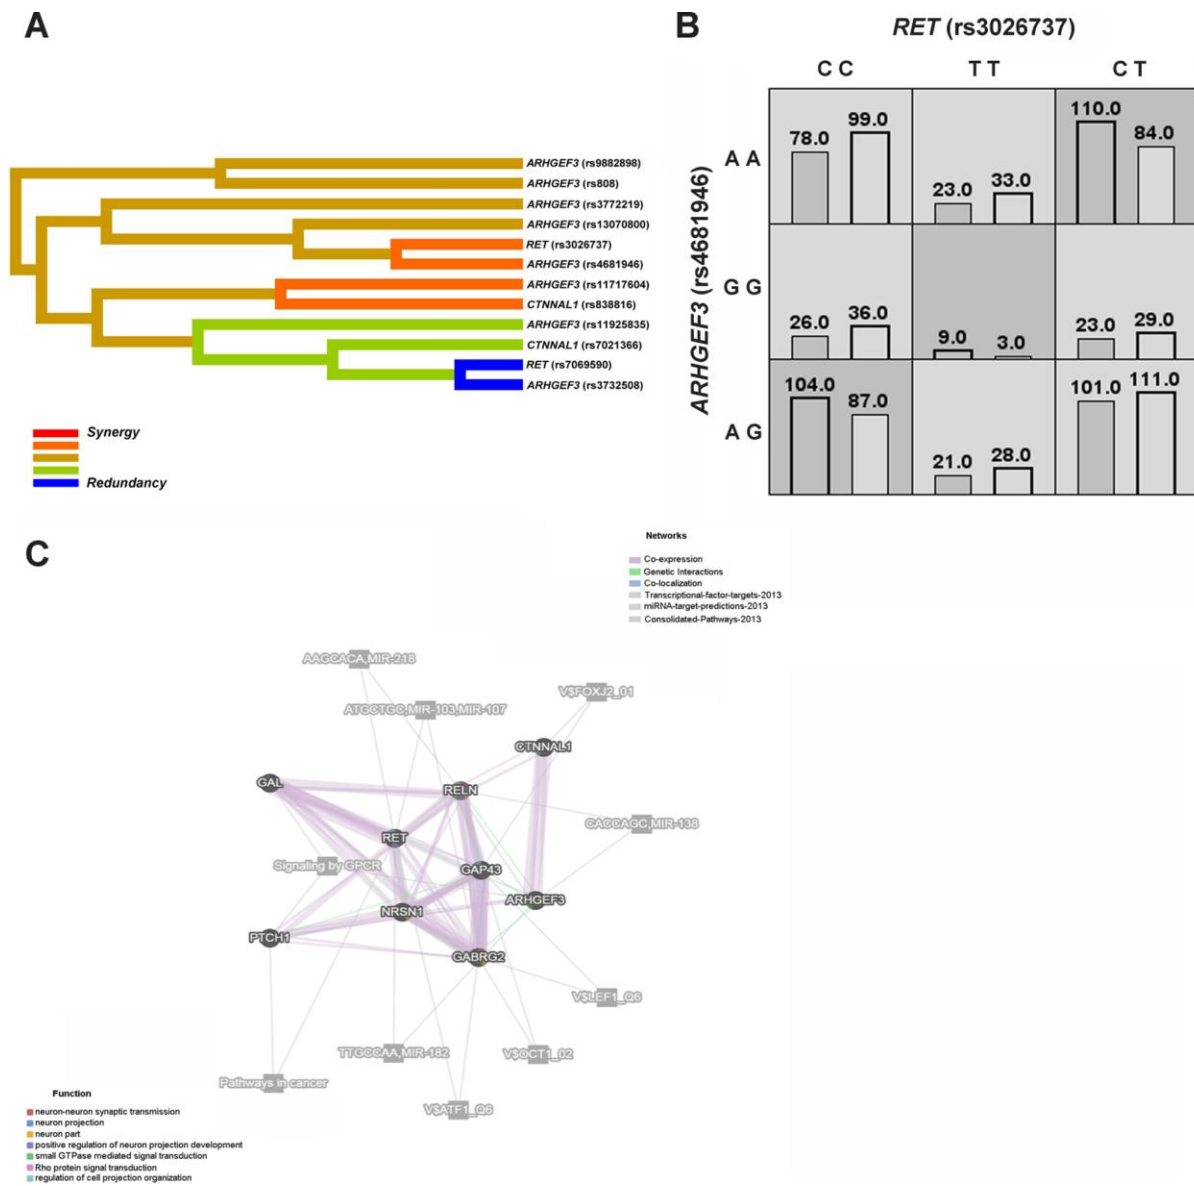 A
ARHGEF3 (rs9882898)
ARHGEF3 (rs808)
ARHGEF3 (rs3772219)
ARHGEF3 (rs13070800)
RET (rs3026737)
ARHGEF3 (rs4681946)
ARHGEF3 (rs11717604)
CTNNAL1 (rs838816)
ARHGEF3 (rs11925835)
CTNNAL1 (rs7021366)
RET (rs7069590)
ARHGEF3 (rs3732508)
Synergy
Redundancy
B
RET (rs3026737)
C C T T C T
ARHGEF3 (rs4681946)
A A
78.0 99.0 23.0 33.0 110.0 84.0
G G
26.0 36.0 9.0 3.0 23.0 29.0
A G
104.0 87.0 21.0 28.0 101.0 111.0
C
Networks
Co-expression
Genetic Interactions
Co-localization
Transcriptional-factor-targets-2013
miRNA-target-predictions-2013
Consolidated-Pathways-2013
AAGCACA,MIR-218
V$FOXJ2_01
ATGCTGC,MIR-103,MIR-107
CTNNAL1
GAL
RELN
CACCAGC,MIR-138
RET
Signaling by GPCR
GAP43
ARHGEF3
NRSN1
PTCH1
GABRG2
V$LEF1_Q6
TTGCCAA,MIR-182
V$OCT1_02
Pathways in cancer
V$ATF1_Q6
Function
neuron-neuron synaptic transmission
neuron projection
neuron part
positive regulation of neuron projection development
small GTPase mediated signal transduction
Rho protein signal transduction
regulation of cell projection organization